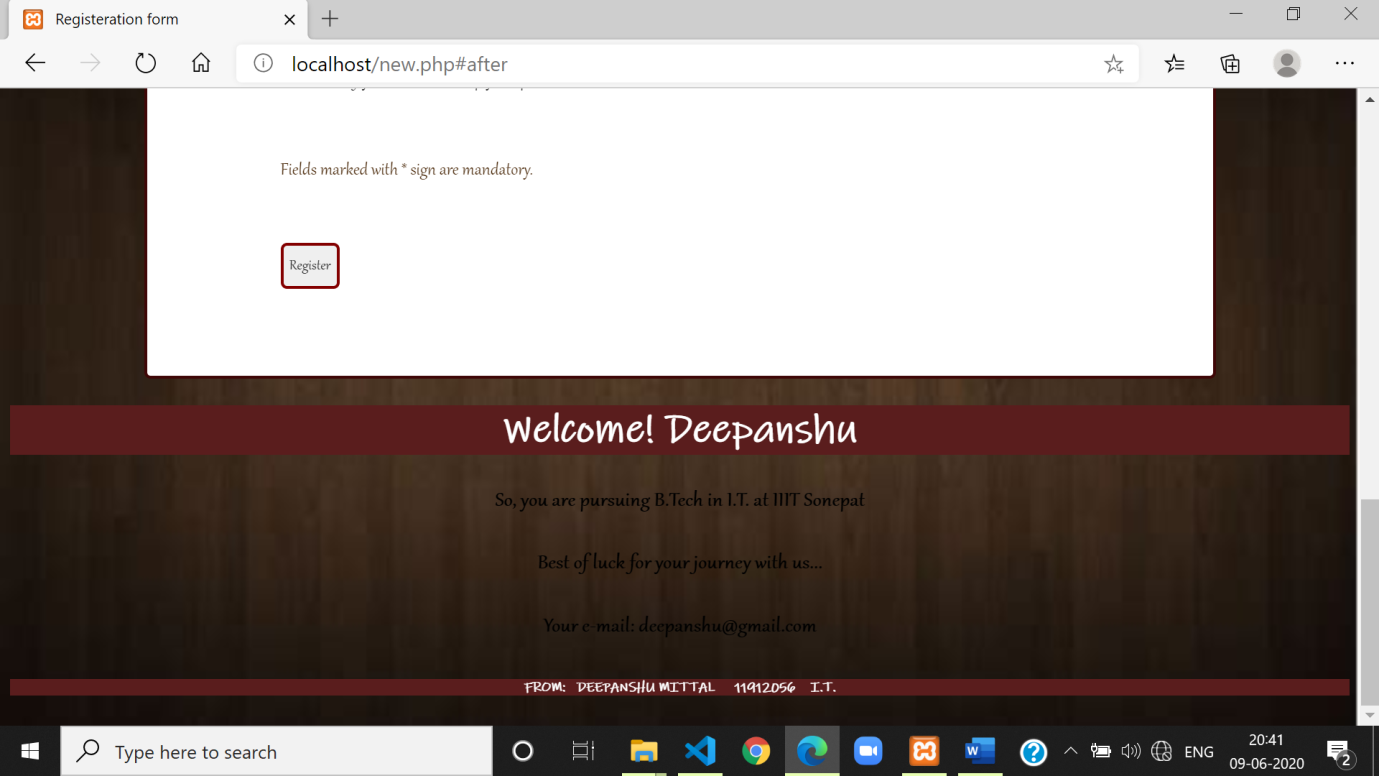 Registeration form
localhost/new.php#after
Fields marked with * sign are mandatory.
Register
Welcome! Deepanshu
So, you are pursuing B.Tech in I.T. at IIIT Sonepat
Best of luck for your journey with us...
Your e-mail: deepanshu@gmail.com
FROM: DEEPANSHU MITTAL 11912056 I.T.
Type here to search
ENG
20:41
09-06-2020
2